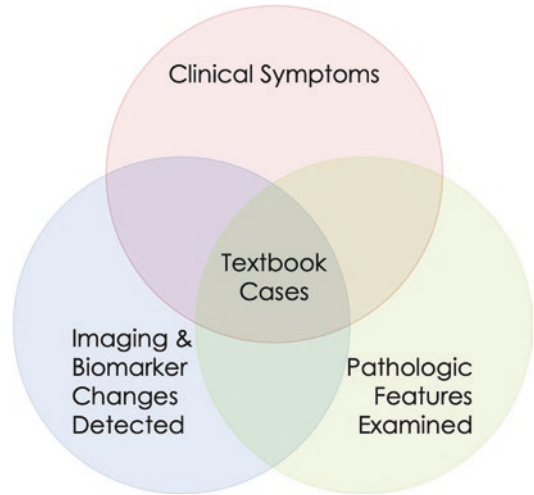 Clinical Symptoms
Textbook
Cases
Imaging &
Biomarker
Changes
Detected
Pathologic
Features
Examined